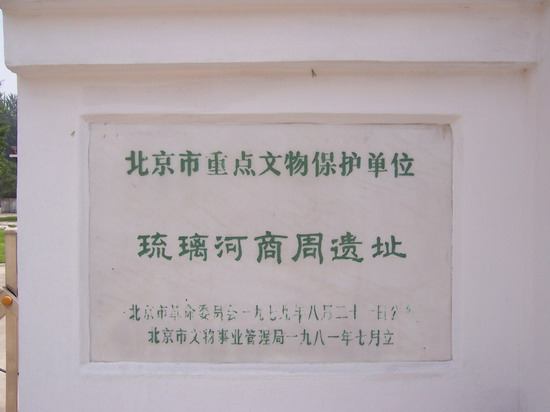 北京市重点文物保护单位
琉璃河商周遗址
北京市革命委员会一九七九年八月二十一日公布
北京市文物事业管理局一九八一年七月立